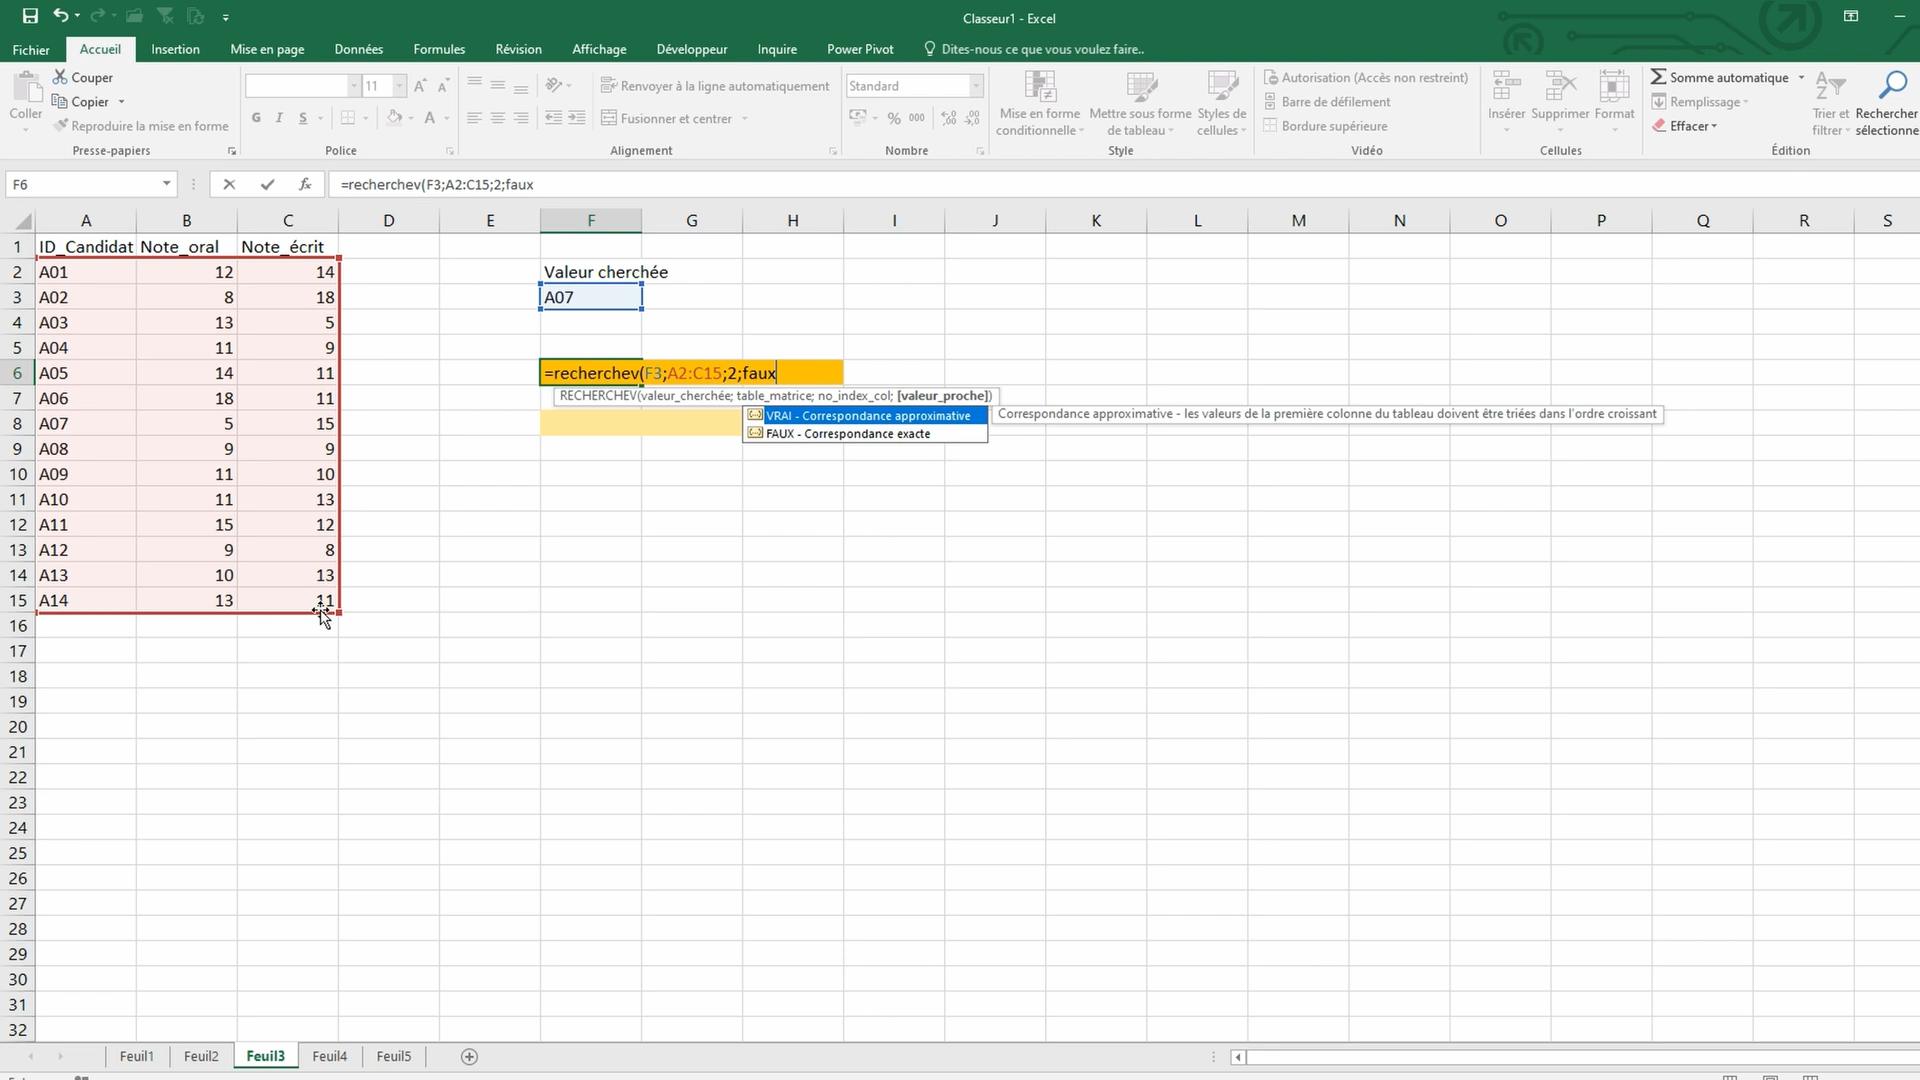 Classeur1 - Excel
Fichier Accueil Insertion Mise en page Données Formules Révision Affichage Développeur Inquire Power Pivot Dites-nous ce que vous voulez faire..
Coller
Couper
Copier
Reproduire la mise en forme
Presse-papiers
11
G I S
Police
Renvoyer à la ligne automatiquement
Fusionner et centrer
Alignement
Standard
% 000
Nombre
Mise en forme conditionnelle
Mettre sous forme de tableau
Styles de cellules
Style
Autorisation (Accès non restreint)
Barre de défilement
Bordure supérieure
Vidéo
Insérer Supprimer Format
Cellules
Somme automatique
Remplissage
Effacer
Trier et filtrer
Rechercher sélectionne
Édition
F6 fx =recherchev(F3;A2:C15;2;faux
A B C D E F G H I J K L M N O P Q R S
1 ID_Candidat Note_oral Note_écrit
2 A01 12 14 Valeur cherchée
3 A02 8 18 A07
4 A03 13 5
5 A04 11 9
6 A05 14 11 =recherchev(F3;A2:C15;2;faux
7 A06 18 11 RECHERCHEV(valeur_cherchée; table_matrice; no_index_col; [valeur_proche])
VRAI - Correspondance approximative Correspondance approximative - les valeurs de la première colonne du tableau doivent être triées dans l'ordre croissant
8 A07 5 15 FAUX - Correspondance exacte
9 A08 9 9
10 A09 11 10
11 A10 11 13
12 A11 15 12
13 A12 9 8
14 A13 10 13
15 A14 13 11
16
17
18
19
20
21
22
23
24
25
26
27
28
29
30
31
32
Feuil1 Feuil2 Feuil3 Feuil4 Feuil5